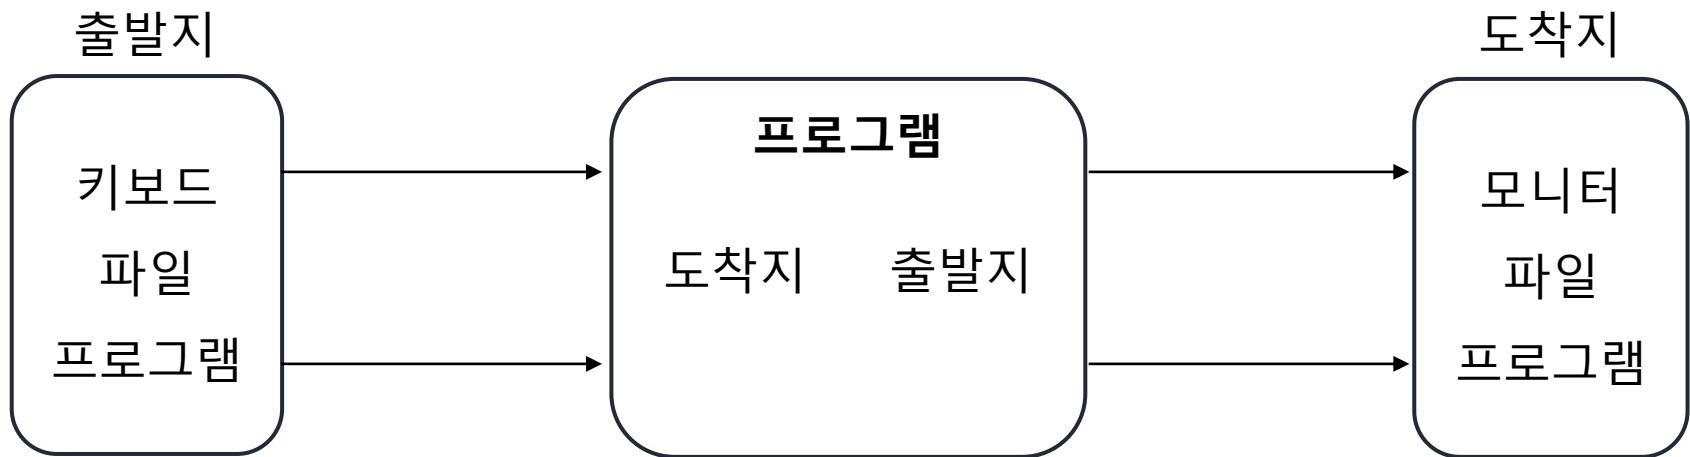 출발지
키보드
파일
프로그램
프로그램
도착지 출발지
도착지
모니터
파일
프로그램